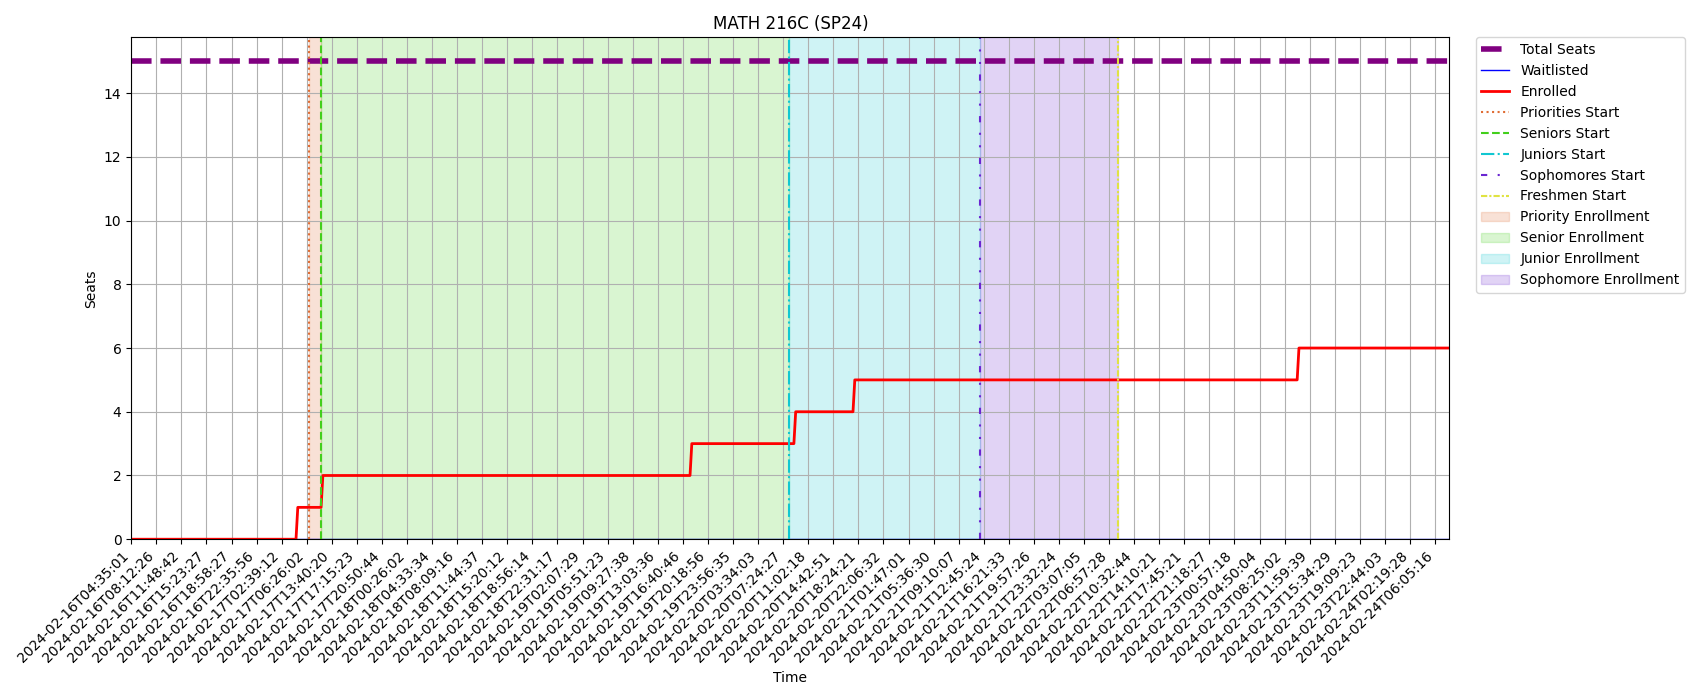 MATH 216C (SP24)
Total Seats
Waitlisted
Enrolled
Priorities Start
Seniors Start
Juniors Start
Sophomores Start
Freshmen Start
Priority Enrollment
Senior Enrollment
Junior Enrollment
Sophomore Enrollment
Seats
14
12
10
8
6
4
2
0
2024-02-16T04:35:01
2024-02-16T08:12:26
2024-02-16T11:48:42
2024-02-16T15:23:27
2024-02-16T18:58:27
2024-02-16T22:35:56
2024-02-17T02:39:12
2024-02-17T06:26:02
2024-02-17T13:40:20
2024-02-17T17:15:23
2024-02-17T20:50:44
2024-02-18T00:26:02
2024-02-18T04:33:34
2024-02-18T08:09:16
2024-02-18T11:44:37
2024-02-18T15:20:12
2024-02-18T18:56:14
2024-02-18T22:31:17
2024-02-19T02:07:29
2024-02-19T05:51:23
2024-02-19T09:27:38
2024-02-19T13:03:36
2024-02-19T16:40:46
2024-02-19T20:18:56
2024-02-19T23:56:35
2024-02-20T03:34:03
2024-02-20T07:24:27
2024-02-20T11:02:18
2024-02-20T14:42:51
2024-02-20T18:24:21
2024-02-20T22:06:32
2024-02-21T01:47:01
2024-02-21T05:36:30
2024-02-21T09:10:07
2024-02-21T12:45:24
2024-02-21T16:21:33
2024-02-21T19:57:26
2024-02-21T23:32:24
2024-02-22T03:07:05
2024-02-22T06:57:28
2024-02-22T10:32:44
2024-02-22T14:10:21
2024-02-22T17:45:21
2024-02-22T21:18:27
2024-02-23T00:57:18
2024-02-23T04:50:04
2024-02-23T08:25:02
2024-02-23T11:59:39
2024-02-23T15:34:29
2024-02-23T19:09:23
2024-02-23T22:44:03
2024-02-24T02:19:28
2024-02-24T06:05:16
Time